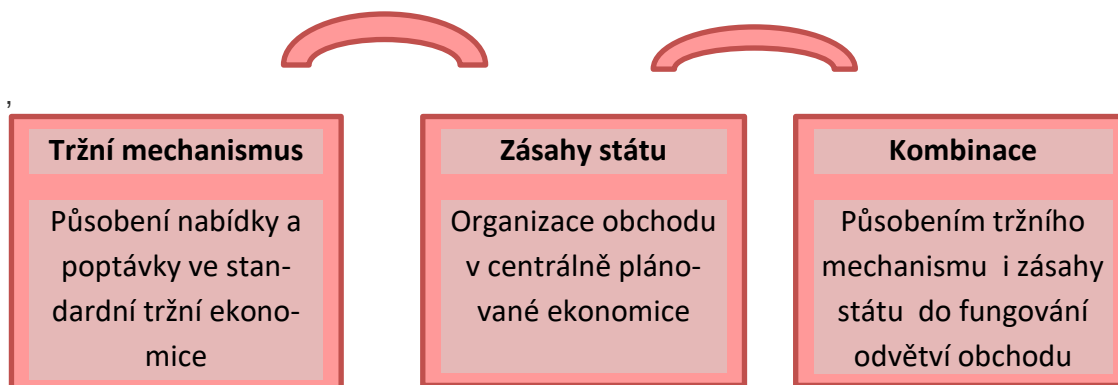 ,
Tržní mechanismus
Působení nabídky a
poptávky ve stan-
dardní tržní ekono-
mice
Zásahy státu
Organizace obchodu
v centrálně pláno-
vané ekonomice
Kombinace
Působením tržního
mechanismu  i zásahy
státu  do fungování
odvětví obchodu